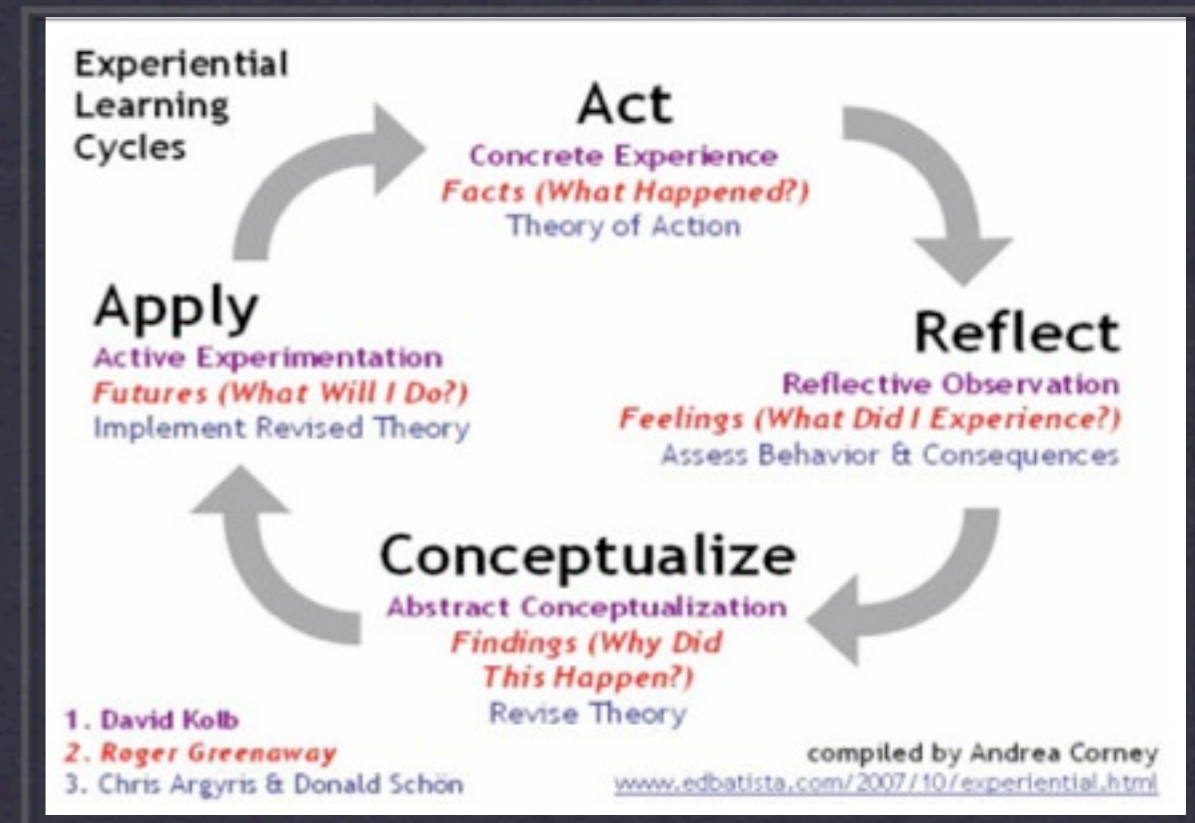 Experiential
Learning
Cycles
Act
Concrete Experience
Facts (What Happened?)
Theory of Action
Reflect
Reflective Observation
Feelings (What Did I Experience?)
Assess Behavior & Consequences
Conceptualize
Abstract Conceptualization
Findings (Why Did
This Happen?)
Revise Theory
Apply
Active Experimentation
Futures (What Will I Do?)
Implement Revised Theory
1. David Kolb
2. Roger Greenaway
3. Chris Argyris & Donald Schön
compiled by Andrea Corney
www.edbatista.com/2007/10/experiential.html